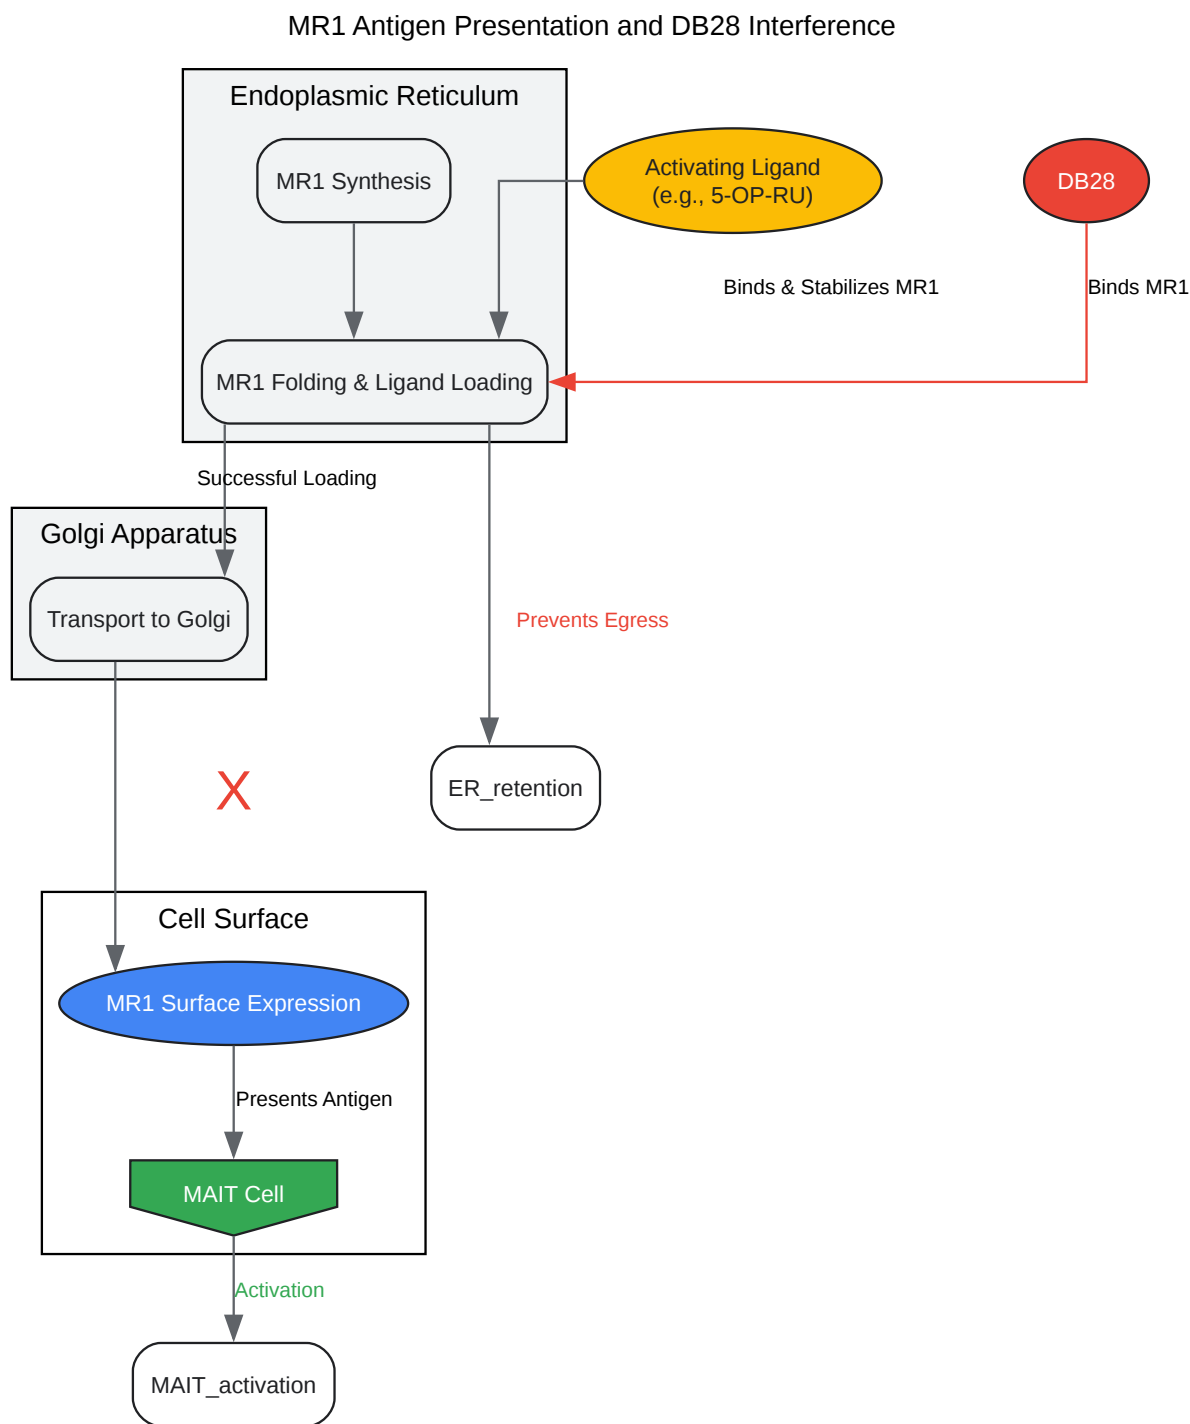 MR1 Antigen Presentation and DB28 Interference
Endoplasmic Reticulum
MR1 Synthesis
Activating Ligand
(e.g., 5-OP-RU)
DB28
Binds & Stabilizes MR1
Binds MR1
MR1 Folding & Ligand Loading
Successful Loading
Golgi Apparatus
Transport to Golgi
Prevents Egress
X
ER_retention
Cell Surface
MR1 Surface Expression
Presents Antigen
MAIT Cell
Activation
MAIT_activation